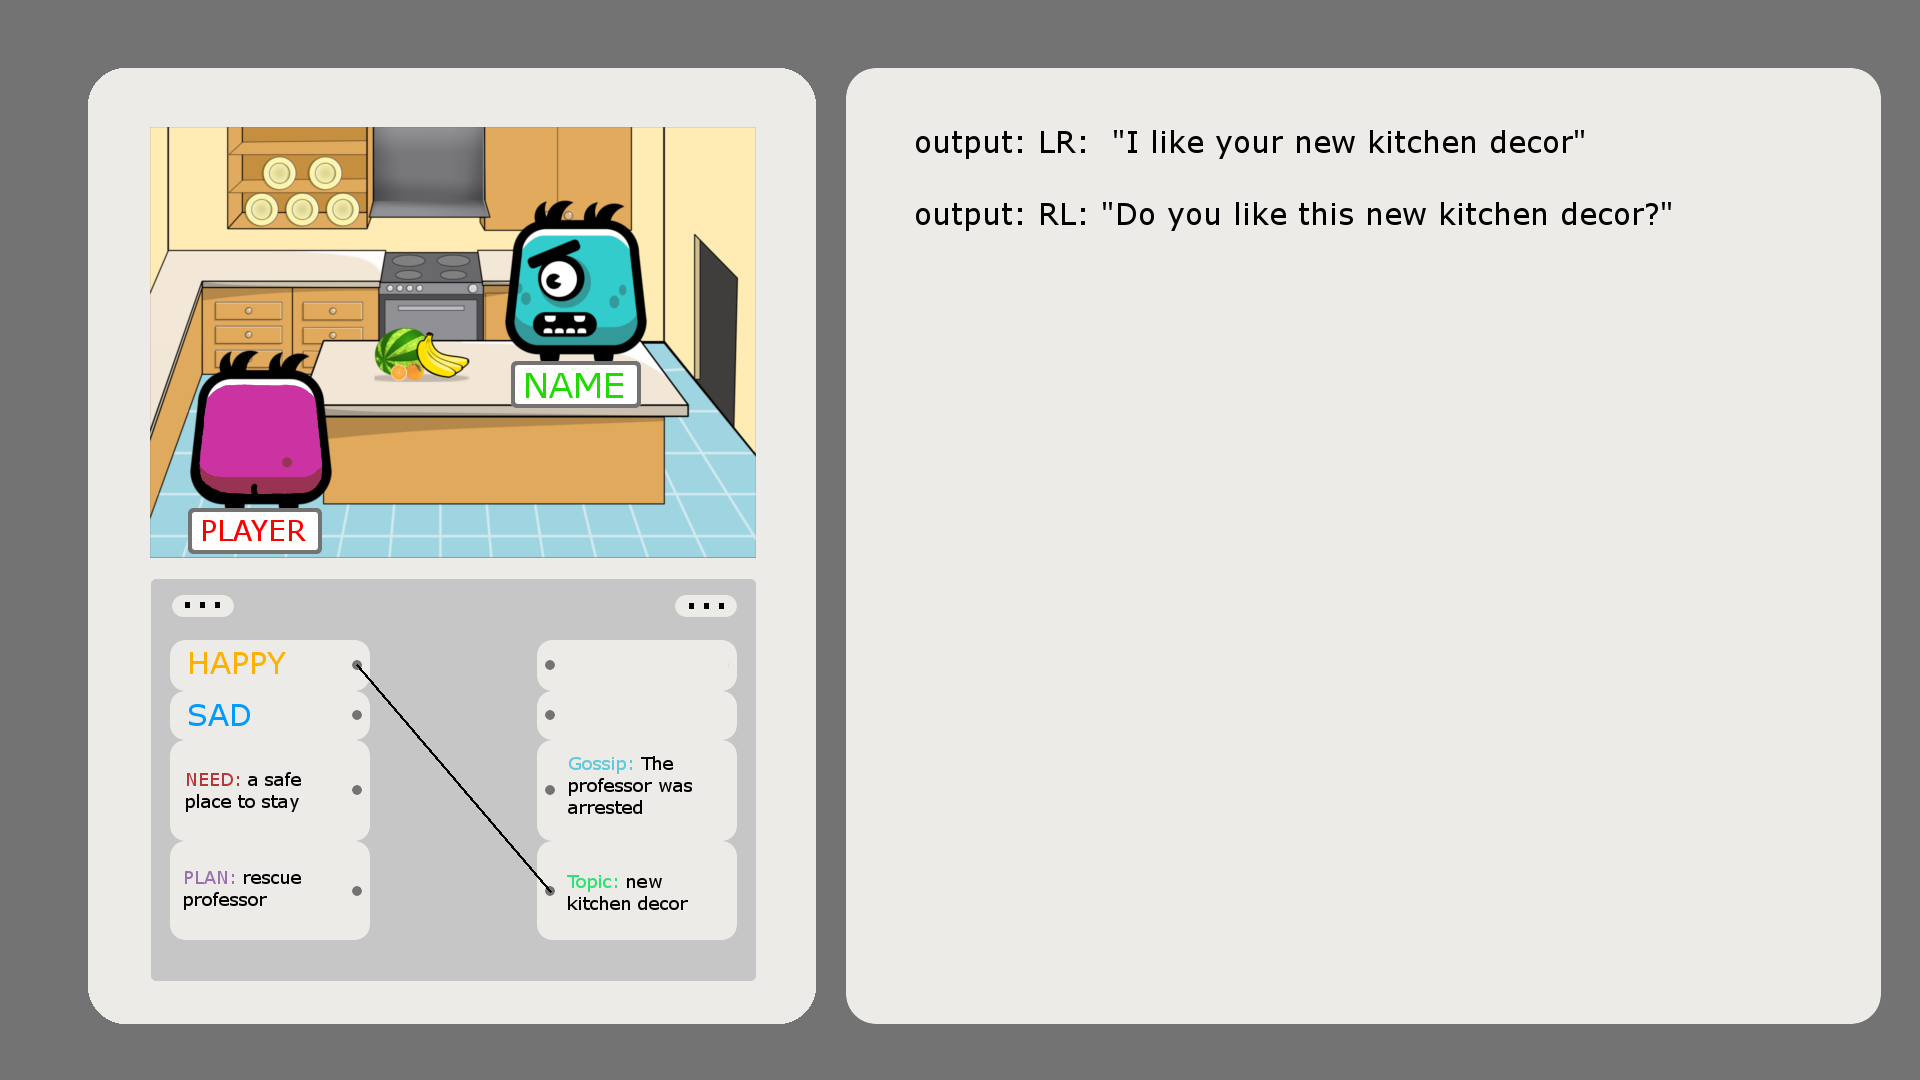 output: LR: "I like your new kitchen decor"
output: RL: "Do you like this new kitchen decor?"
NAME
PLAYER
HAPPY
SAD
NEED: a safe
place to stay
PLAN: rescue
professor
Gossip: The
professor was
arrested
Topic: new
kitchen decor